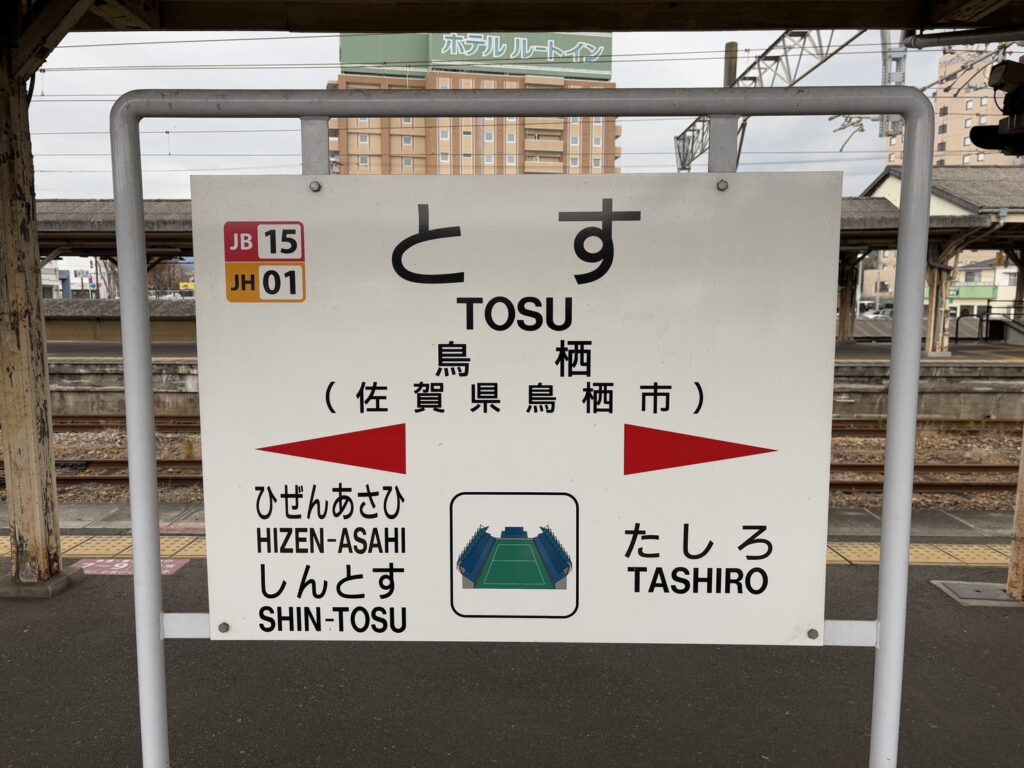 ホテル ルートイン
JB 15
JH 01
とす
TOSU
鳥栖
(佐賀県鳥栖市)
ひぜんあさひ
HIZEN-ASAHI
しんとす
SHIN-TOSU
たしろ
TASHIRO